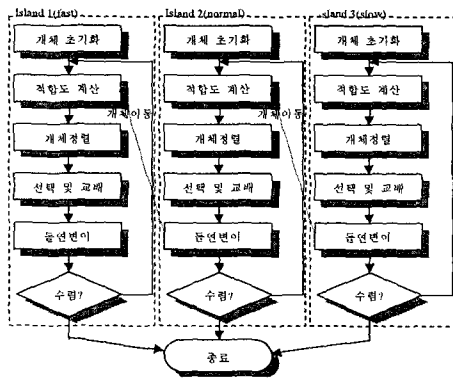 Island 1(fast)
개체 초기화
적합도 계산
개체정렬
선택 및 교배
돌연변이
수렴?
개체이동
Island 2(normal)
개체 초기화
적합도 계산
개체정렬
선택 및 교배
돌연변이
수렴?
개체이동
sland 3(slow)
개체 초기화
적합도 계산
개체정렬
선택 및 교배
돌연변이
수렴?
종료